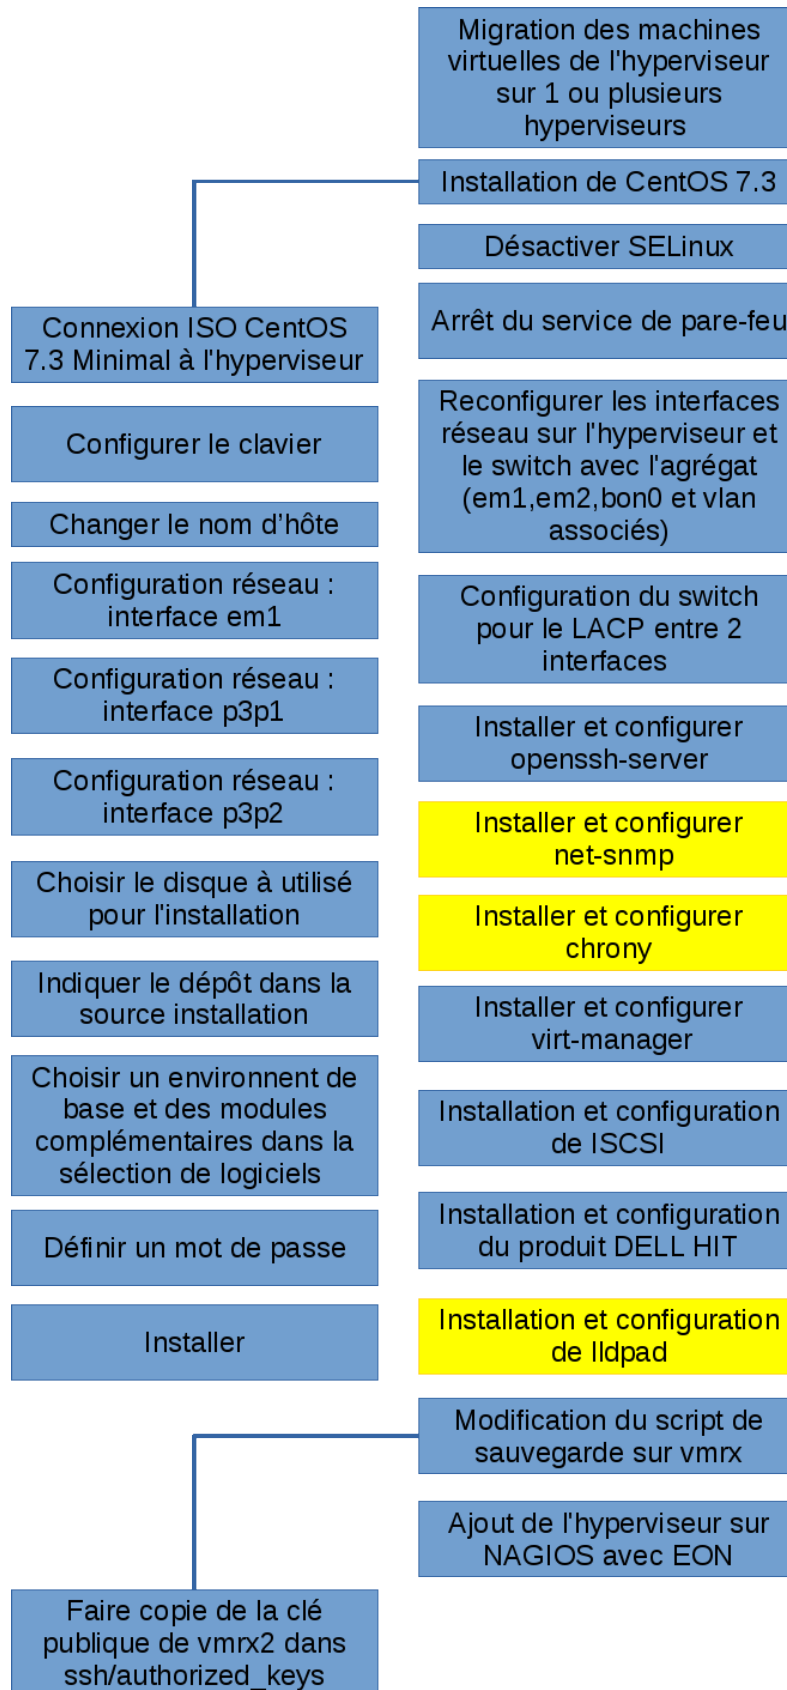 Migration des machines
virtuelles de l'hyperviseur
sur 1 ou plusieurs
hyperviseurs
Installation de CentOS 7.3
Désactiver SELinux
Arrêt du service de pare-feu
Reconfigurer les interfaces
réseau sur l'hyperviseur et
le switch avec l'agrégat
(em1,em2,bon0 et vlan
associés)
Configuration du switch
pour le LACP entre 2
interfaces
Installer et configurer
openssh-server
Installer et configurer
net-snmp
Installer et configurer
chrony
Installer et configurer
virt-manager
Installation et configuration
de ISCSI
Installation et configuration
du produit DELL HIT
Installation et configuration
de lldpad
Modification du script de
sauvegarde sur vmrx
Ajout de l'hyperviseur sur
NAGIOS avec EON
Connexion ISO CentOS
7.3 Minimal à l'hyperviseur
Configurer le clavier
Changer le nom d’hôte
Configuration réseau :
interface em1
Configuration réseau :
interface p3p1
Configuration réseau :
interface p3p2
Choisir le disque à utilisé
pour l'installation
Indiquer le dépôt dans la
source installation
Choisir un environnent de
base et des modules
complémentaires dans la
sélection de logiciels
Définir un mot de passe
Installer
Faire copie de la clé
publique de vmrx2 dans
ssh/authorized_keys